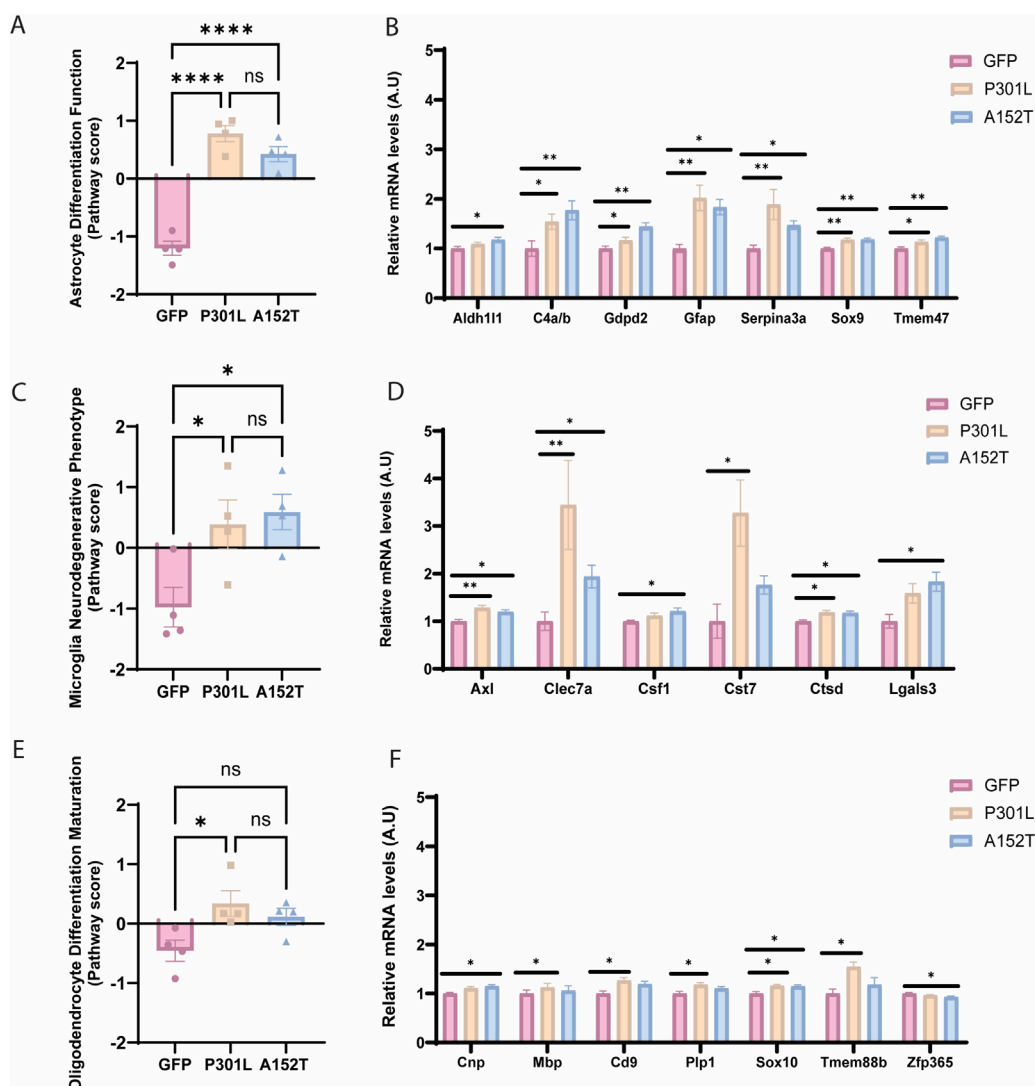 A
Astrocyte Differentiation Function
(Pathway score)
****
****
ns
2
1
0
-1
-2
GFP P301L A152T
B
Relative mRNA levels (A.U)
5
4
3
2
1
0
*
**
*
**
*
*
**
*
**
**
**
**
*
Aldh1l1 C4a/b Gdpd2 Gfap Serpina3a Sox9 Tmem47
GFP
P301L
A152T
C
Microglia Neurodegenerative Phenotype
(Pathway score)
*
*
ns
2
1
0
-1
-2
GFP P301L A152T
D
Relative mRNA levels (A.U)
5
4
3
2
1
0
*
**
*
**
*
*
*
*
*
Axl Clec7a Csf1 Cst7 Ctsd Lgals3
GFP
P301L
A152T
E
Oligodendrocyte Differentiation Maturation
(Pathway score)
ns
*
ns
2
1
0
-1
-2
GFP P301L A152T
F
Relative mRNA levels (A.U)
5
4
3
2
1
0
*
*
*
*
*
*
*
*
Cnp Mbp Cd9 Plp1 Sox10 Tmem88b Zfp365
GFP
P301L
A152T